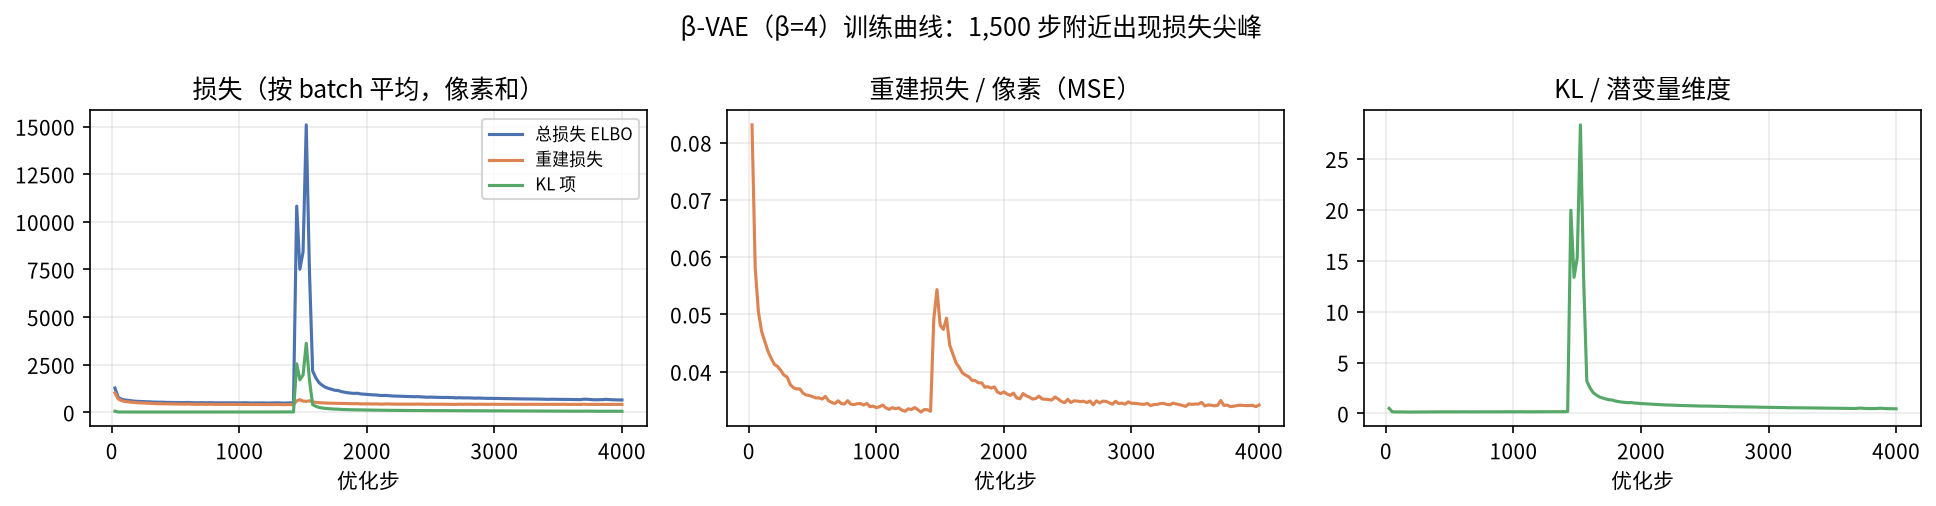 β-VAE（β=4）训练曲线：1,500 步附近出现损失尖峰
损失（按 batch 平均，像素和）
15000
12500
10000
7500
5000
2500
0
总损失 ELBO
重建损失
KL 项
0 1000 2000 3000 4000
优化步
重建损失 / 像素（MSE）
0.08
0.07
0.06
0.05
0.04
0 1000 2000 3000 4000
优化步
KL / 潜变量维度
25
20
15
10
5
0
0 1000 2000 3000 4000
优化步